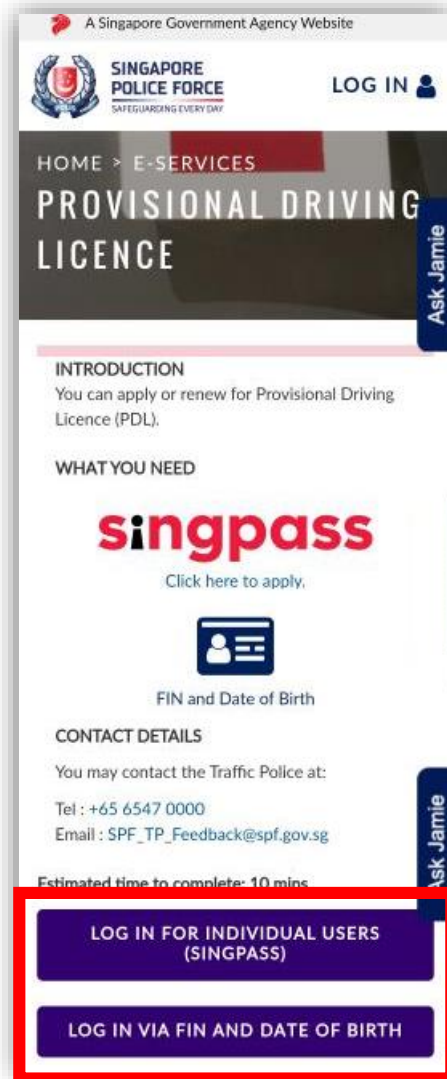 A Singapore Government Agency Website
SINGAPORE
POLICE FORCE
SAFEGUARDING EVERY DAY
LOG IN
HOME > E-SERVICES
PROVISIONAL DRIVING
LICENCE
Ask Jamie
INTRODUCTION
You can apply or renew for Provisional Driving
Licence (PDL).
WHAT YOU NEED
singpass
Click here to apply.
FIN and Date of Birth
CONTACT DETAILS
You may contact the Traffic Police at:
Tel : +65 6547 0000
Email : SPF_TP_Feedback@spf.gov.sg
Ask Jamie
Estimated time to complete: 10 mins
LOG IN FOR INDIVIDUAL USERS
(SINGPASS)
LOG IN VIA FIN AND DATE OF BIRTH